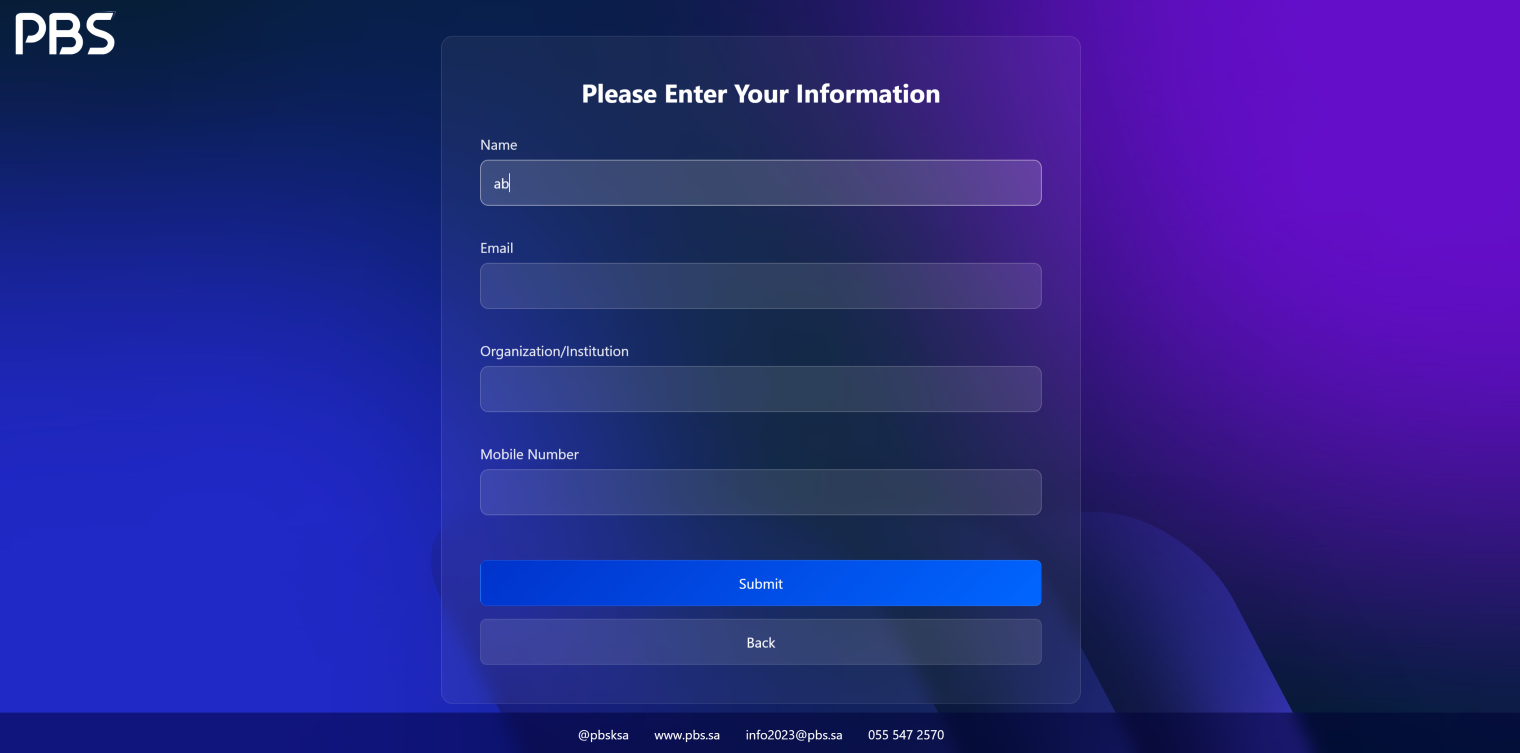 PBS
Please Enter Your Information
Name
ab
Email
Organization/Institution
Mobile Number
Submit
Back
@pbsksa www.pbs.sa info2023@pbs.sa 055 547 2570